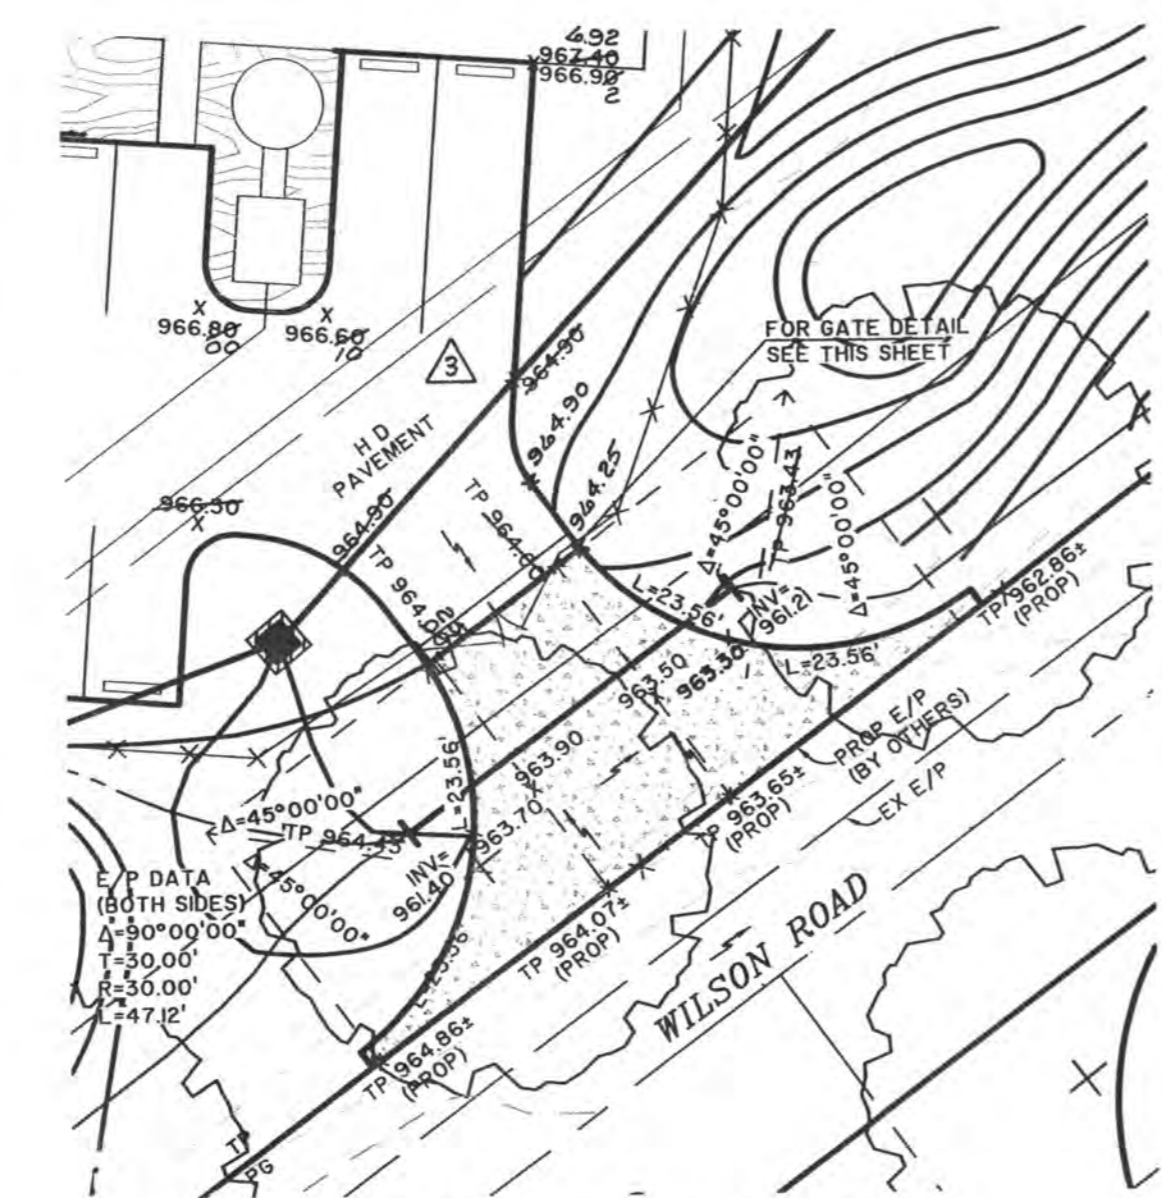 6.92
967.40
966.90
2
966.80
00
966.60
10
3
FOR GATE DETAIL
SEE THIS SHEET
964.90
964.90
964.25
H D
PAVEMENT
966.30
964.90
TP 964.60
TP 964.
Δ=45°00'00"
TP 963.43
Δ=45°00'00"
L=23.56'
INV=
961.21
L=23.56'
TP 962.86±
(PROP)
963.50
963.30
963.90
963.70
PROP E/P
(BY OTHERS)
EX E/P
TP 963.65±
(PROP)
L=23.56'
Δ=45°00'00"
TP 964.43
Δ=45°00'00"
INV=
961.40
L=23.56'
E P DATA
(BOTH SIDES)
Δ=90°00'00"
T=30.00'
R=30.00'
L=47.12'
TP 964.07±
(PROP)
WILSON ROAD
TP 964.86±
(PROP)
TP
PG